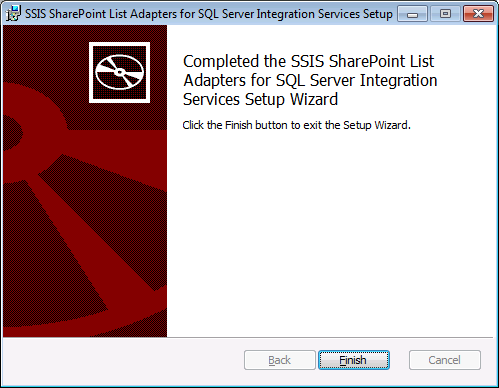 SSIS SharePoint List Adapters for SQL Server Integration Services Setup
Completed the SSIS SharePoint List
Adapters for SQL Server Integration
Services Setup Wizard
Click the Finish button to exit the Setup Wizard.
Back Finish Cancel